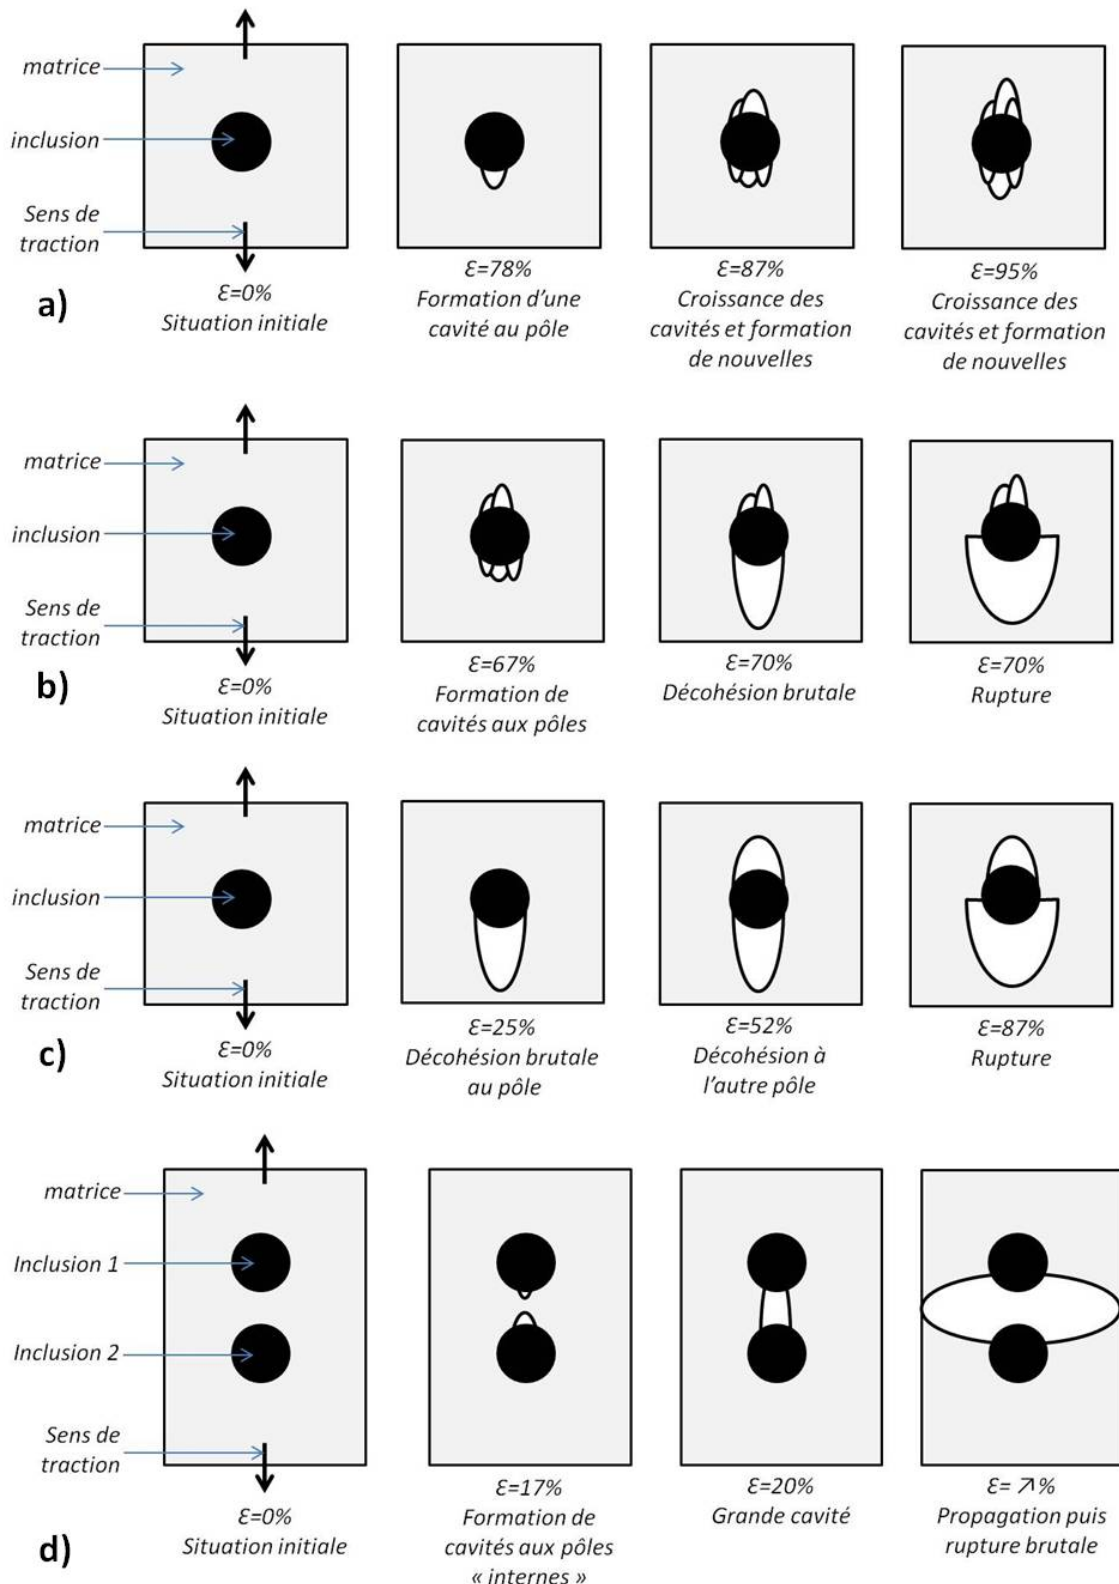 matrice
inclusion
Sens de
traction
a)
Ɛ=0%
Situation initiale
Ɛ=78%
Formation d'une
cavité au pôle
Ɛ=87%
Croissance des
cavités et formation
de nouvelles
Ɛ=95%
Croissance des
cavités et formation
de nouvelles
matrice
inclusion
Sens de
traction
b)
Ɛ=0%
Situation initiale
Ɛ=67%
Formation de
cavités aux pôles
Ɛ=70%
Décohésion brutale
Ɛ=70%
Rupture
matrice
inclusion
Sens de
traction
c)
Ɛ=0%
Situation initiale
Ɛ=25%
Décohésion brutale
au pôle
Ɛ=52%
Décohésion à
l'autre pôle
Ɛ=87%
Rupture
matrice
Inclusion 1
Inclusion 2
Sens de
traction
d)
Ɛ=0%
Situation initiale
Ɛ=17%
Formation de
cavités aux pôles
« internes »
Ɛ=20%
Grande cavité
Ɛ= ↗%
Propagation puis
rupture brutale